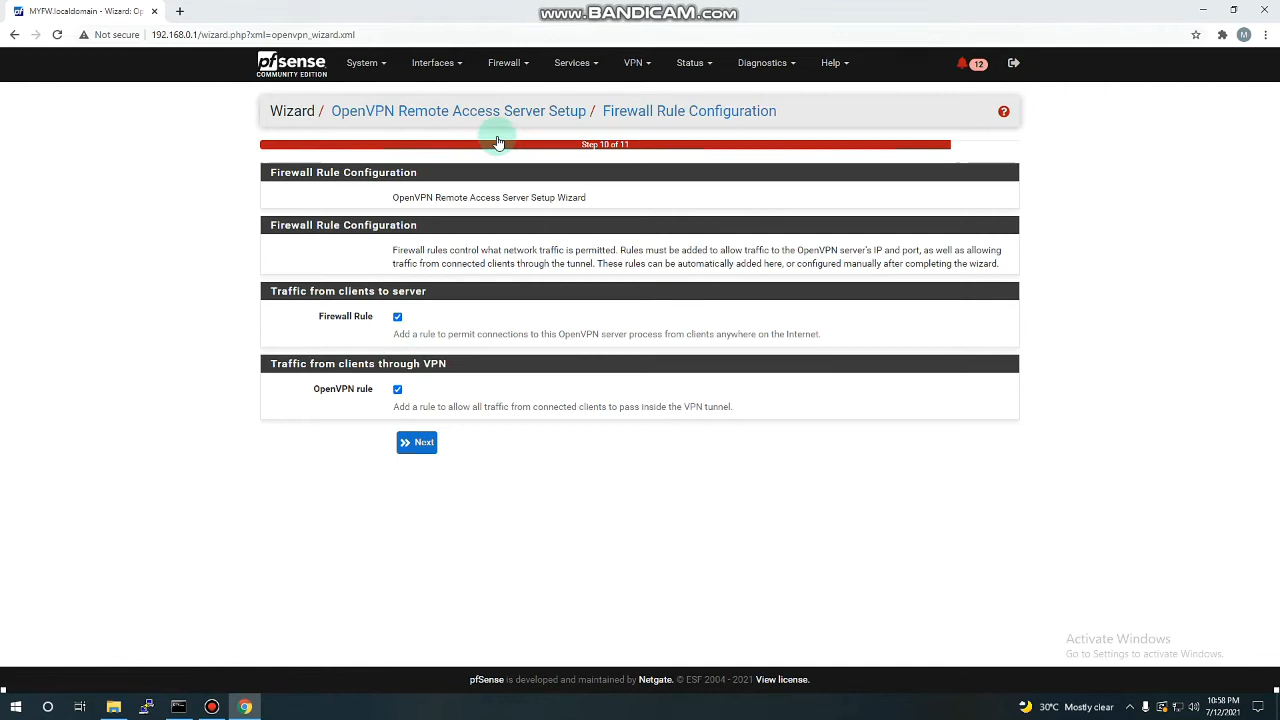 MYFW.localdomain - Wizard: Op
www.BANDICAM.com
Not secure
192.168.0.1/wizard.php?xml=openvpn_wizard.xml
M
pfsense
COMMUNITY EDITION
System
Interfaces
Firewall
Services
VPN
Status
Diagnostics
Help
12
Wizard / OpenVPN Remote Access Server Setup / Firewall Rule Configuration
Step 10 of 11
Firewall Rule Configuration
OpenVPN Remote Access Server Setup Wizard
Firewall Rule Configuration
Firewall rules control what network traffic is permitted. Rules must be added to allow traffic to the OpenVPN server's IP and port, as well as allowing
traffic from connected clients through the tunnel. These rules can be automatically added here, or configured manually after completing the wizard.
Traffic from clients to server
Firewall Rule
Add a rule to permit connections to this OpenVPN server process from clients anywhere on the Internet.
Traffic from clients through VPN
OpenVPN rule
Add a rule to allow all traffic from connected clients to pass inside the VPN tunnel.
Next
Activate Windows
Go to Settings to activate Windows.
pfSense is developed and maintained by Netgate. © ESF 2004 - 2021 View license.
30°C Mostly clear
10:58 PM
7/12/2021